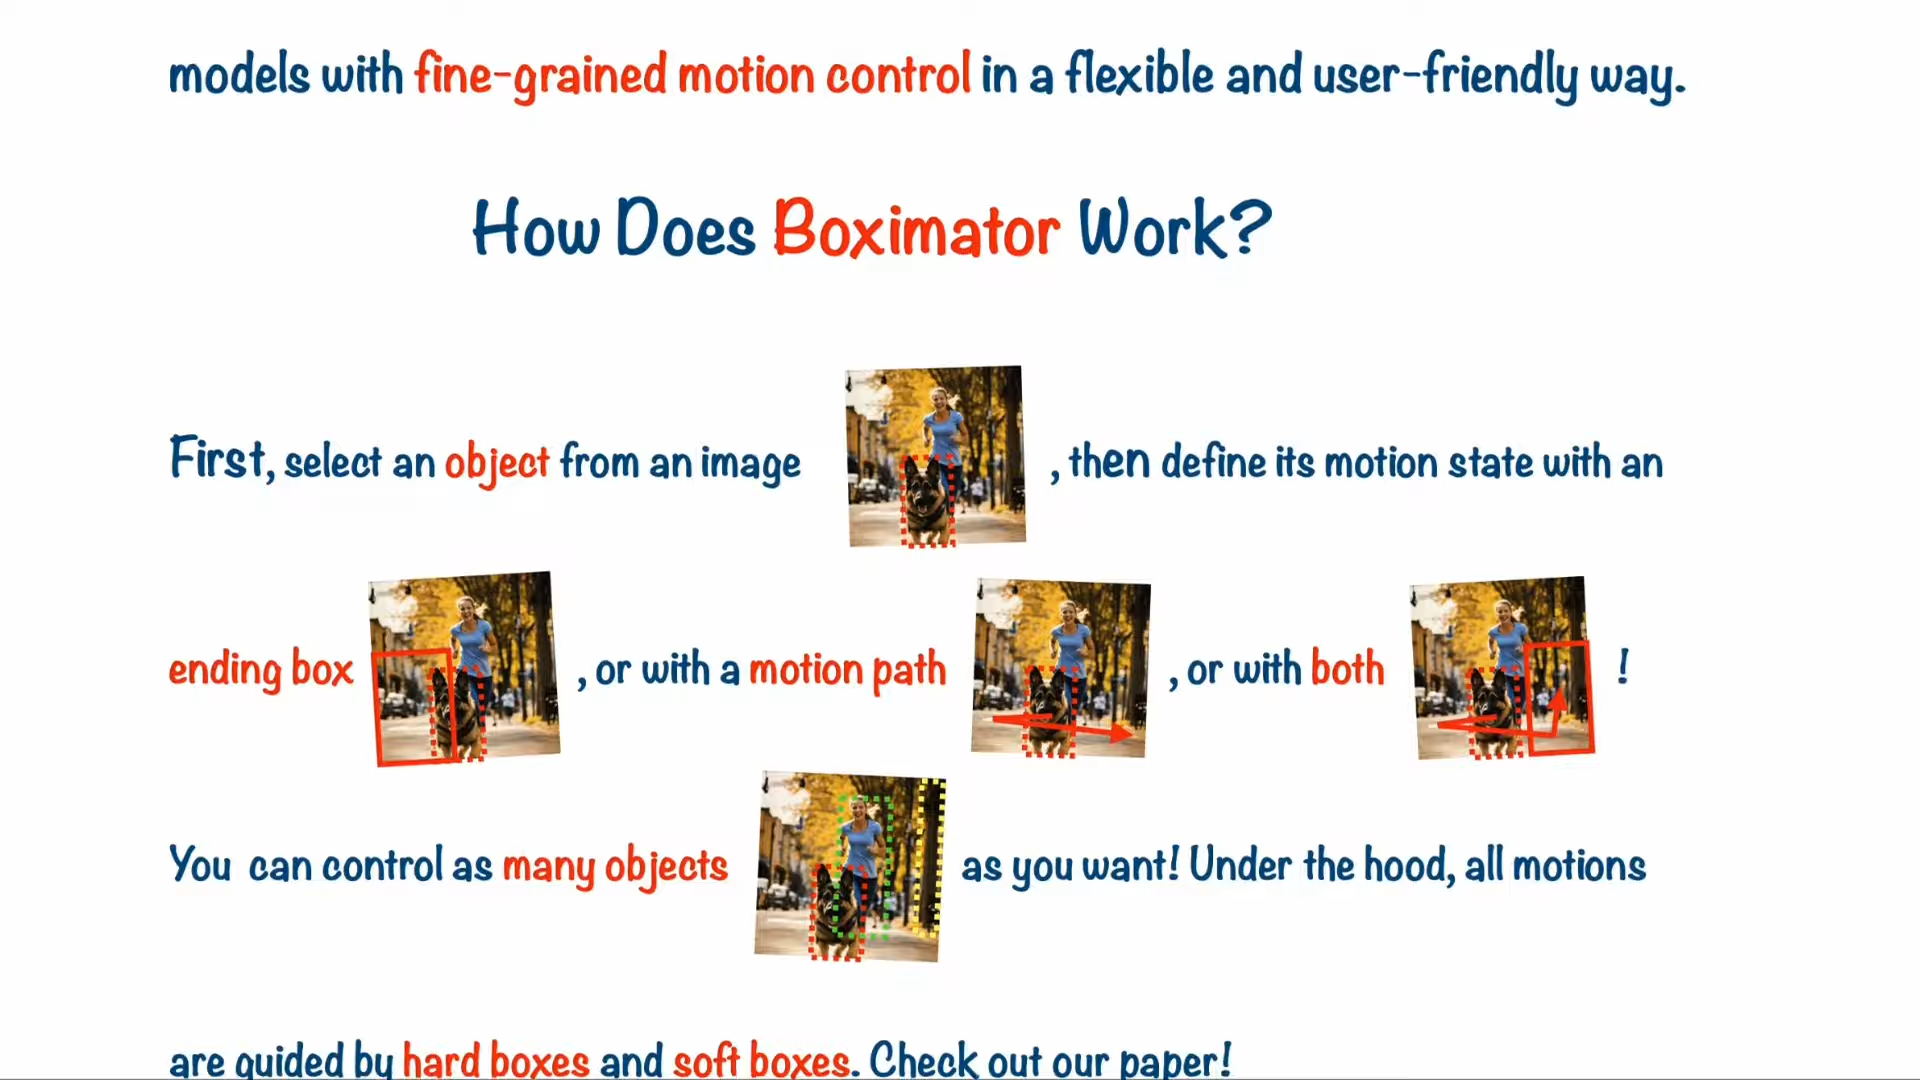 models with fine-grained motion control in a flexible and user-friendly way.
How Does Boximator Work?
First, select an object from an image , then define its motion state with an
ending box , or with a motion path , or with both !
You can control as many objects as you want! Under the hood, all motions
are guided by hard boxes and soft boxes. Check out our paper!